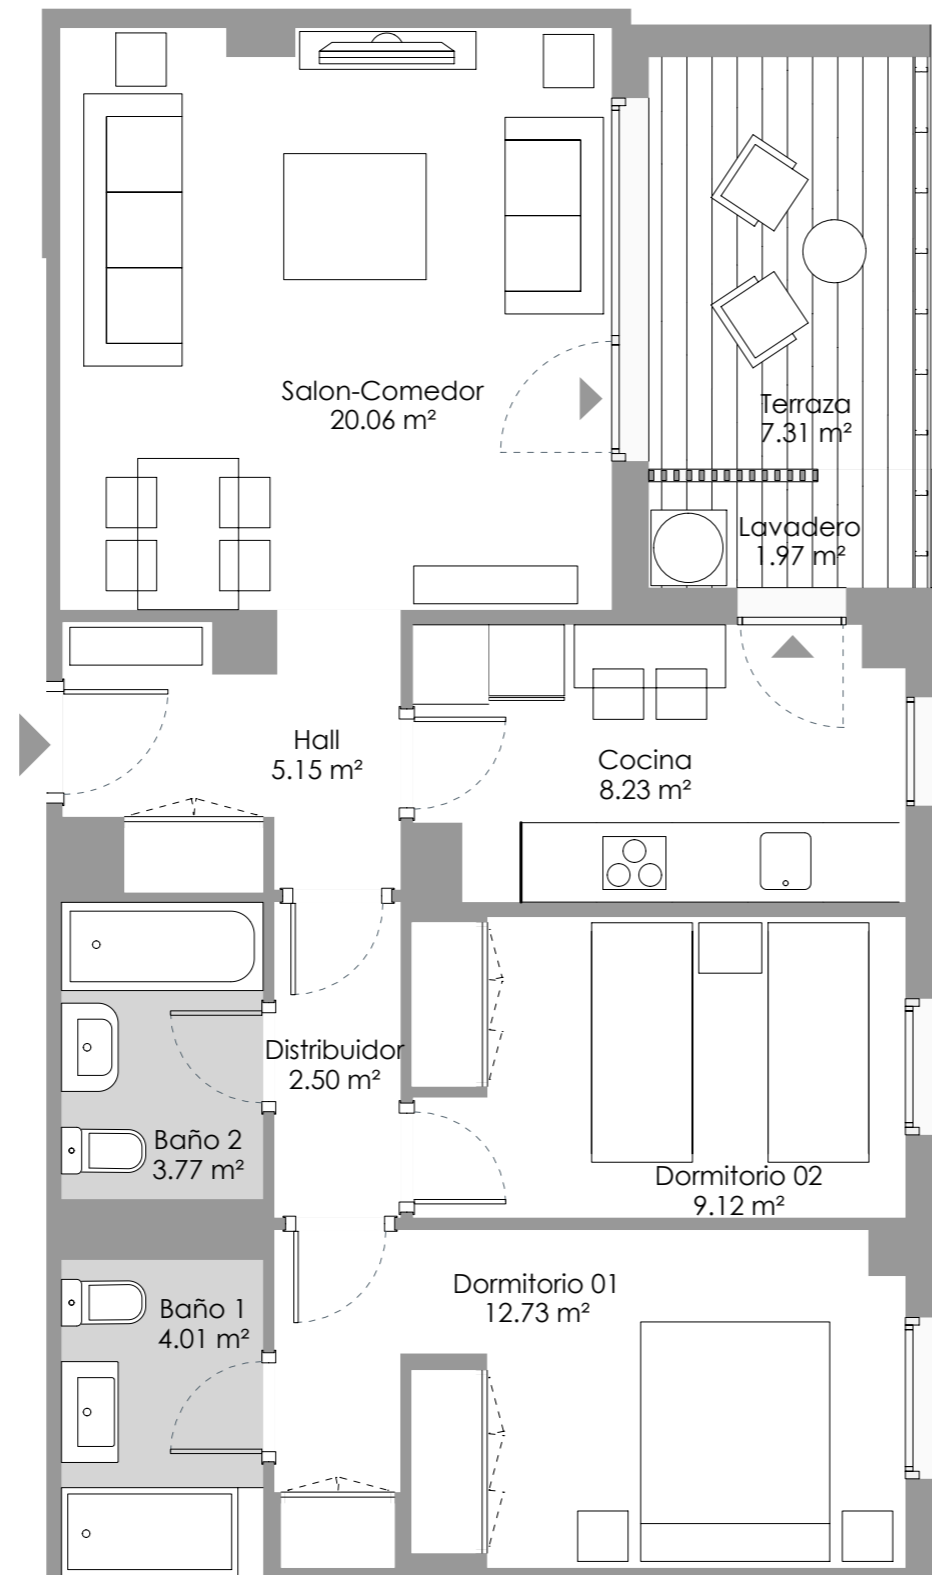 Salon-Comedor
20.06 m²
Terraza
7.31 m²
Lavadero
1.97 m²
Hall
5.15 m²
Cocina
8.23 m²
Distribuidor
2.50 m²
Baño 2
3.77 m²
Dormitorio 02
9.12 m²
Dormitorio 01
12.73 m²
Baño 1
4.01 m²